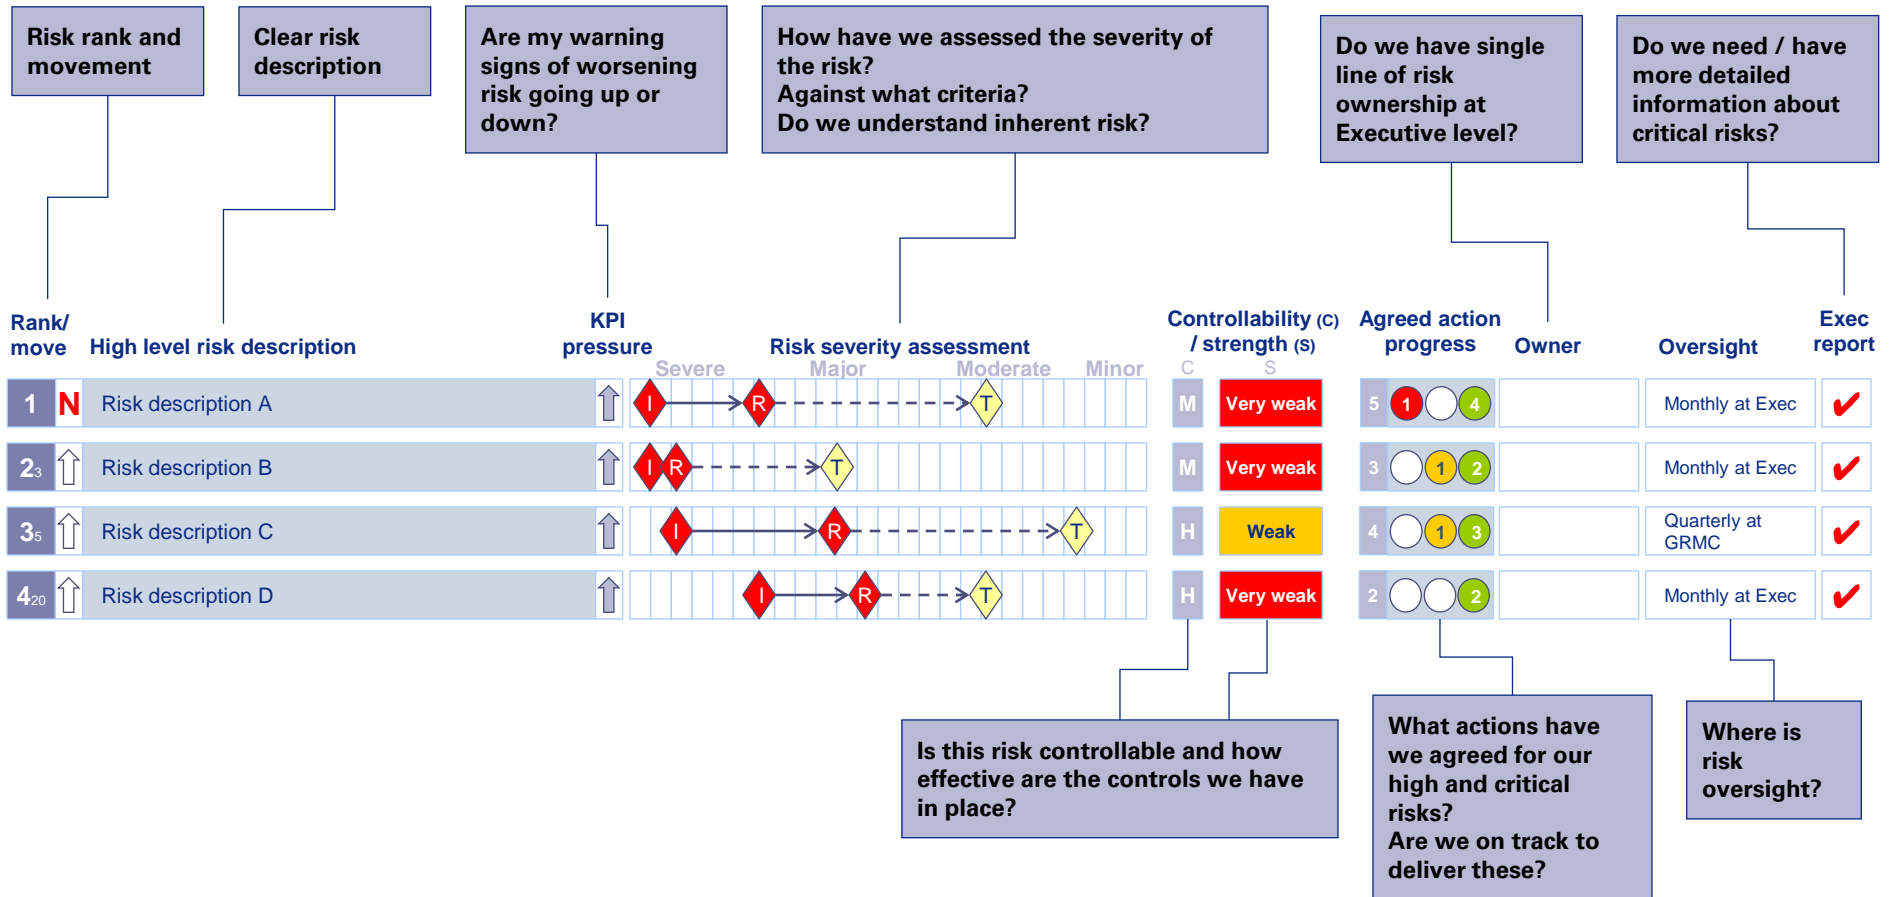 Risk rank and
movement
Clear risk
description
Are my warning
signs of worsening
risk going up or
down?
How have we assessed the severity of
the risk?
Against what criteria?
Do we understand inherent risk?
Do we have single
line of risk
ownership at
Executive level?
Do we need / have
more detailed
information about
critical risks?
Rank/
move
High level risk description
KPI
pressure
Risk severity assessment
Controllability (C)
/ strength (S)
Agreed action
progress
Owner
Oversight
Exec
report
Severe Major Moderate Minor C S
1 N Risk description A I R T M Very weak 5 1 4 Monthly at Exec
2 3 Risk description B I R T M Very weak 3 1 2 Monthly at Exec
3 5 Risk description C I R T H Weak 4 1 3 Quarterly at
GRMC
4 20 Risk description D I R T H Very weak 2 2 Monthly at Exec
Is this risk controllable and how
effective are the controls we have
in place?
What actions have
we agreed for our
high and critical
risks?
Are we on track to
deliver these?
Where is
risk
oversight?